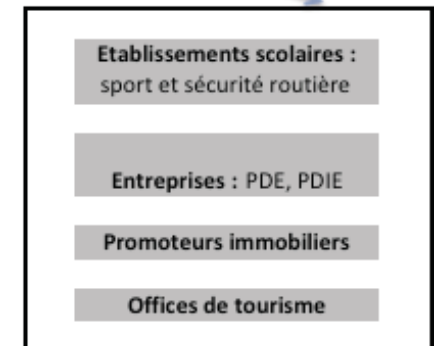 Etablissements scolaires :
sport et sécurité routière
Entreprises : PDE, PDIE
Promoteurs immobiliers
Offices de tourisme